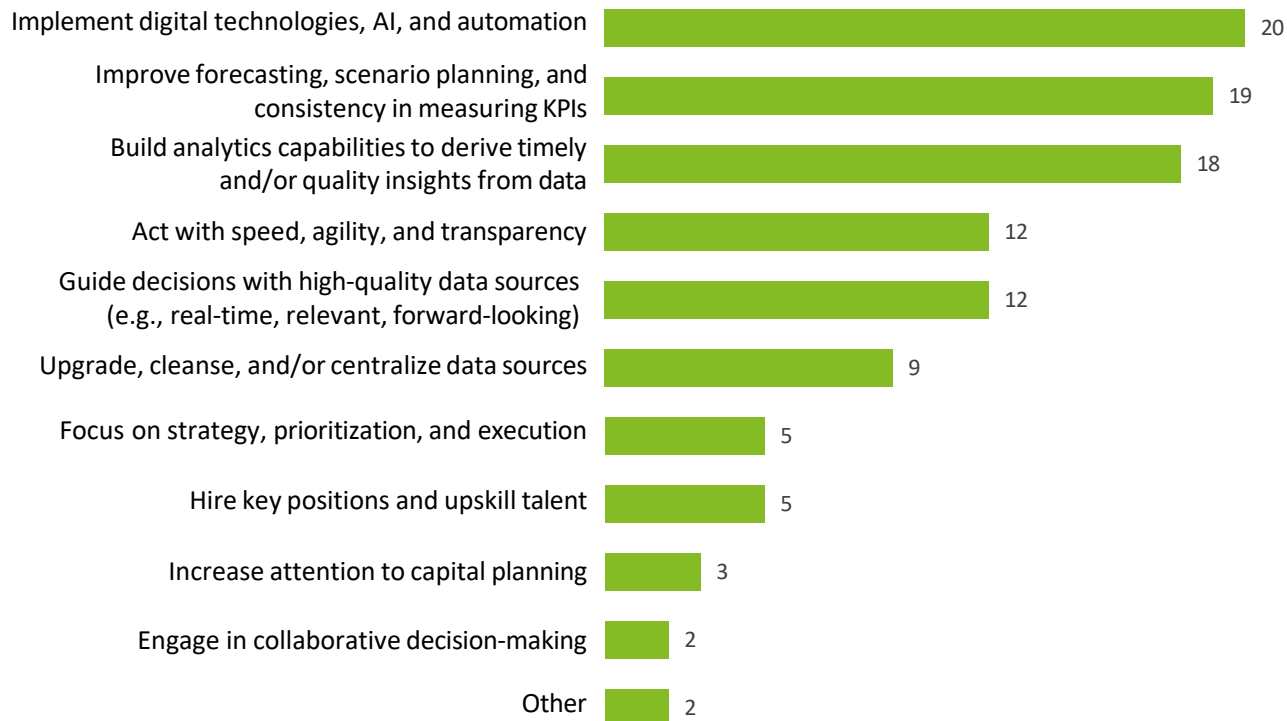 Implement digital technologies, AI, and automation 20
Improve forecasting, scenario planning, and
consistency in measuring KPIs 19
Build analytics capabilities to derive timely
and/or quality insights from data 18
Act with speed, agility, and transparency 12
Guide decisions with high-quality data sources
(e.g., real-time, relevant, forward-looking) 12
Upgrade, cleanse, and/or centralize data sources 9
Focus on strategy, prioritization, and execution 5
Hire key positions and upskill talent 5
Increase attention to capital planning 3
Engage in collaborative decision-making 2
Other 2